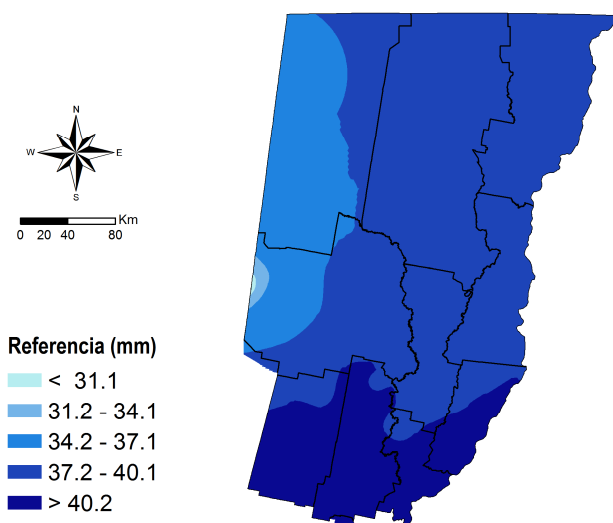 N
W E
S
Km
0 20 40 80
Referencia (mm)
< 31.1
31.2 - 34.1
34.2 - 37.1
37.2 - 40.1
> 40.2